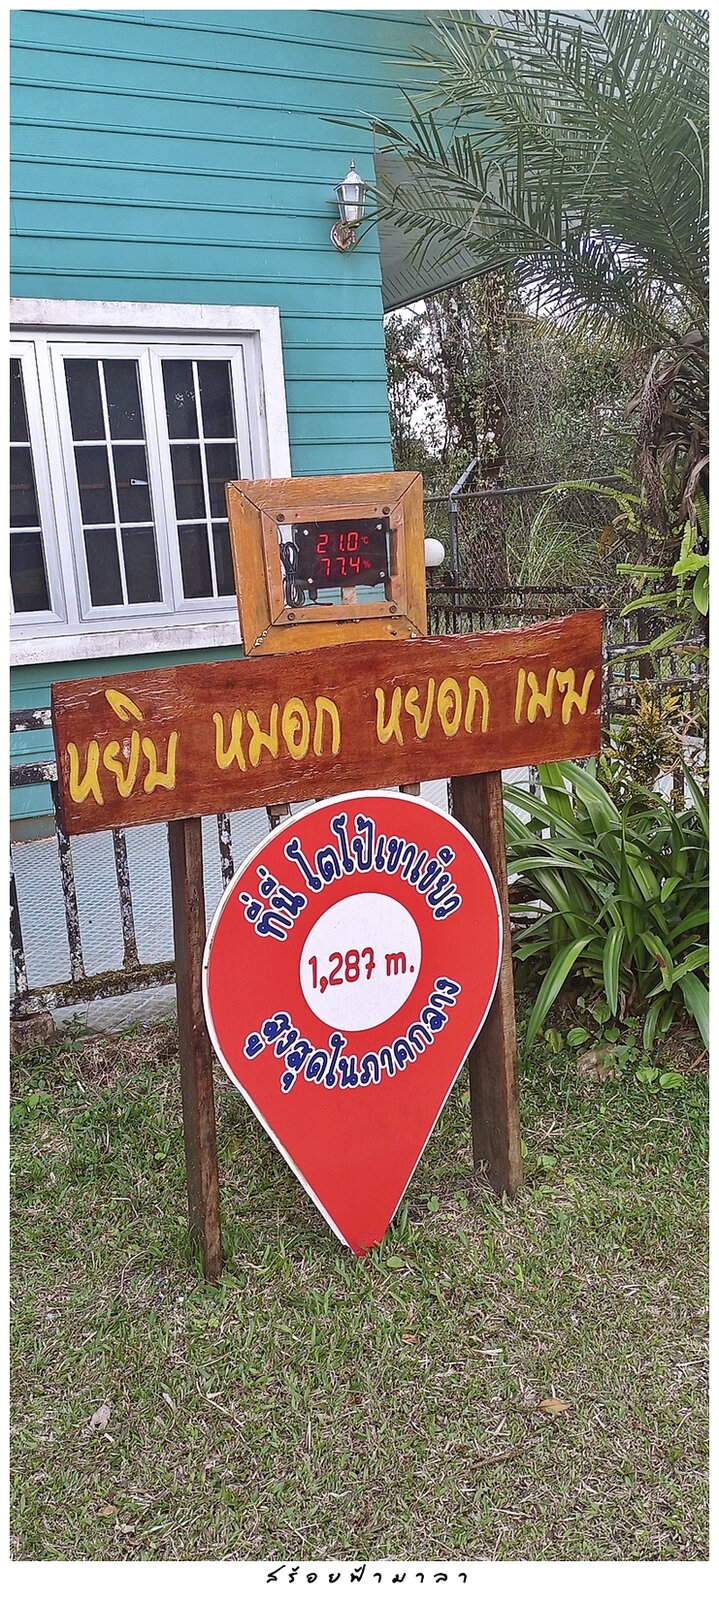 21.0 °C
77.4 %
หยิบ หมอก หยอก เมฆ
ที่นี่ โตโป้เขาเขียว
1,287 m.
สูงสุดในภาคกลาง
สร้อยฟ้ามาลา